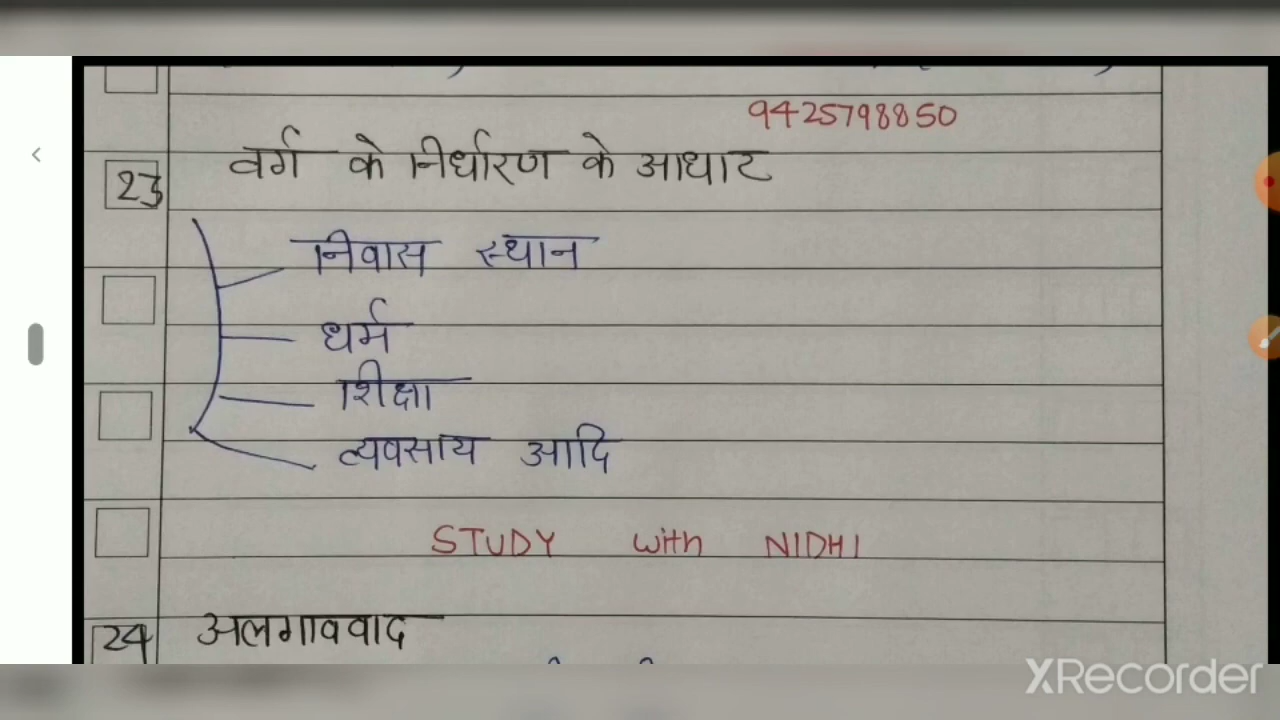 9425798850
23 वर्ग के निर्धारण के आधार
निवास स्थान
धर्म
शिक्षा
व्यवसाय आदि
STUDY with NIDHI
24 अलगाववाद
XRecorder